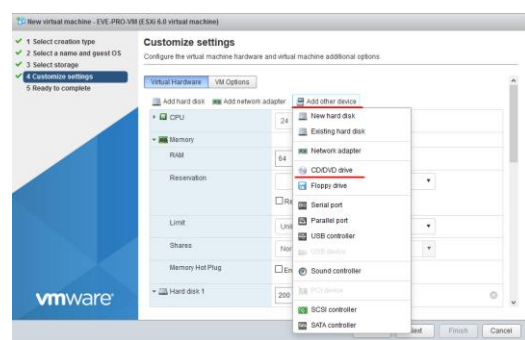 New virtual machine - EVE-PRO-VM (ESXi 6.0 virtual machine)
1 Select creation type
2 Select a name and guest OS
3 Select storage
4 Customize settings
5 Ready to complete
Customize settings
Configure the virtual machine hardware and virtual machine additional options
Virtual Hardware VM Options
Add hard disk Add network adapter Add other device
CPU 24
Memory
RAM 64
Reservation
Limit
Shares
Memory Hot Plug
Hard disk 1 200
New hard disk
Existing hard disk
Network adapter
CD/DVD drive
Floppy drive
Serial port
Parallel port
USB controller
USB device
Sound controller
PCI device
SCSI controller
SATA controller
vmware
Finish Cancel